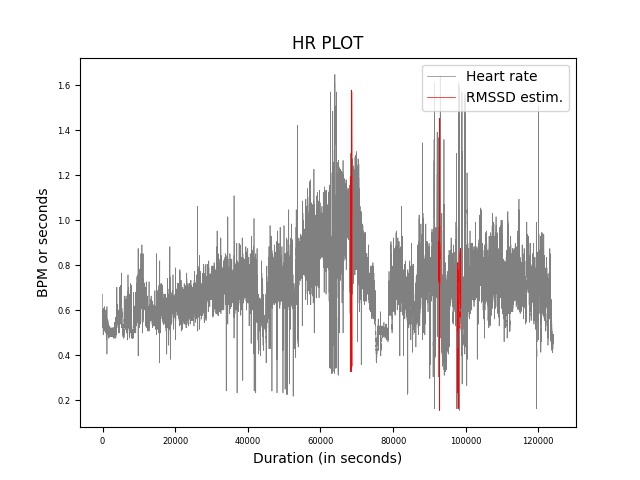 HR PLOT
Heart rate
RMSSD estim.
BPM or seconds
1.6
1.4
1.2
1.0
0.8
0.6
0.4
0.2
0 20000 40000 60000 80000 100000 120000
Duration (in seconds)